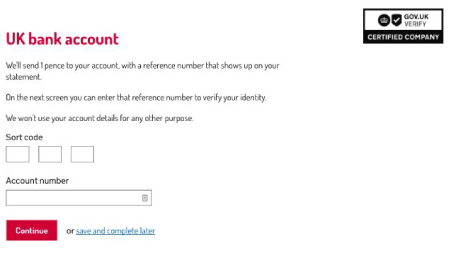 GOV.UK
VERIFY
CERTIFIED COMPANY
UK bank account
We'll send 1 pence to your account, with a reference number that shows up on your
statement.
On the next screen you can enter that reference number to verify your identity.
We won't use your account details for any other purpose.
Sort code
Account number
Continue or save and complete later